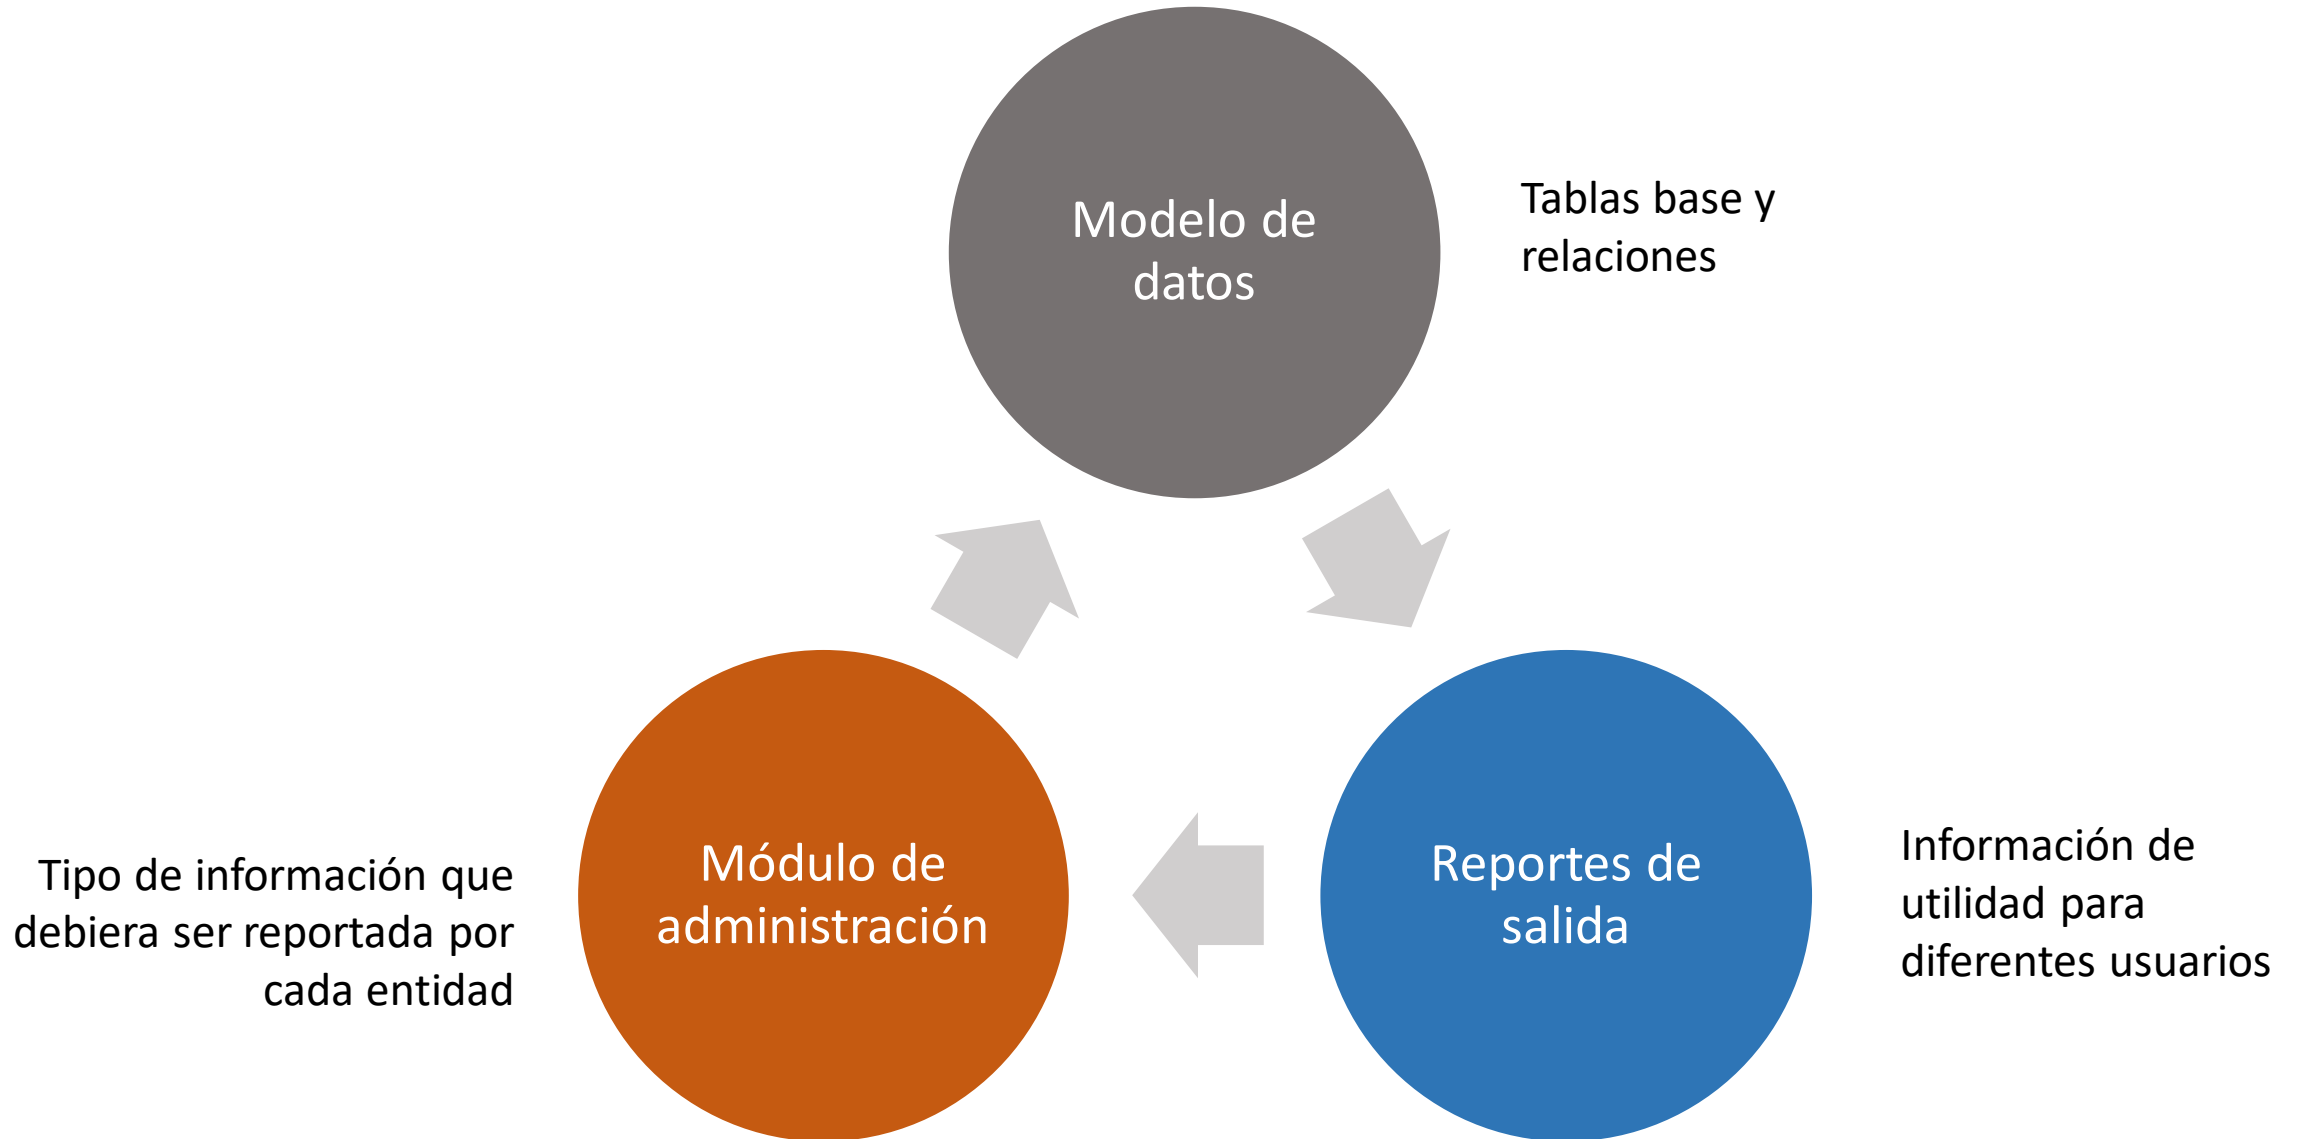 Modelo de
datos
Tablas base y
relaciones
Tipo de información que
debiera ser reportada por
cada entidad
Módulo de
administración
Reportes de
salida
Información de
utilidad para
diferentes usuarios